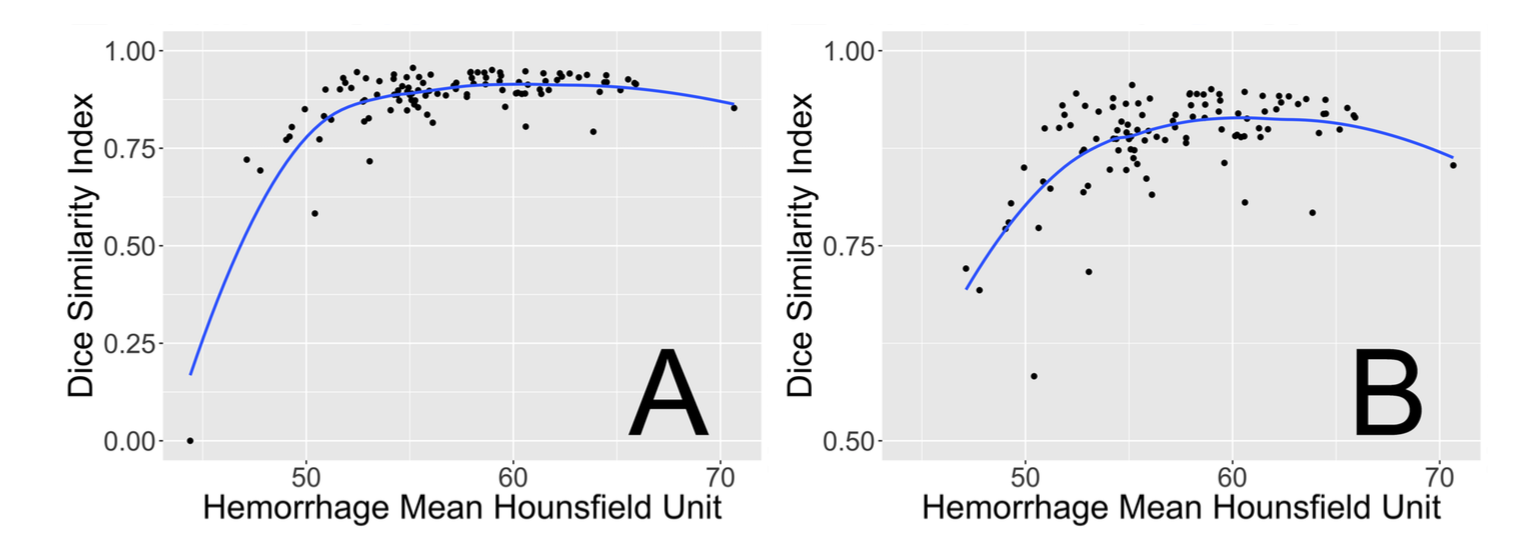 1.00
0.75
0.50
0.25
0.00
Dice Similarity Index
50 60 70
Hemorrhage Mean Hounsfield Unit
A
1.00
0.75
0.50
Dice Similarity Index
50 60 70
Hemorrhage Mean Hounsfield Unit
B